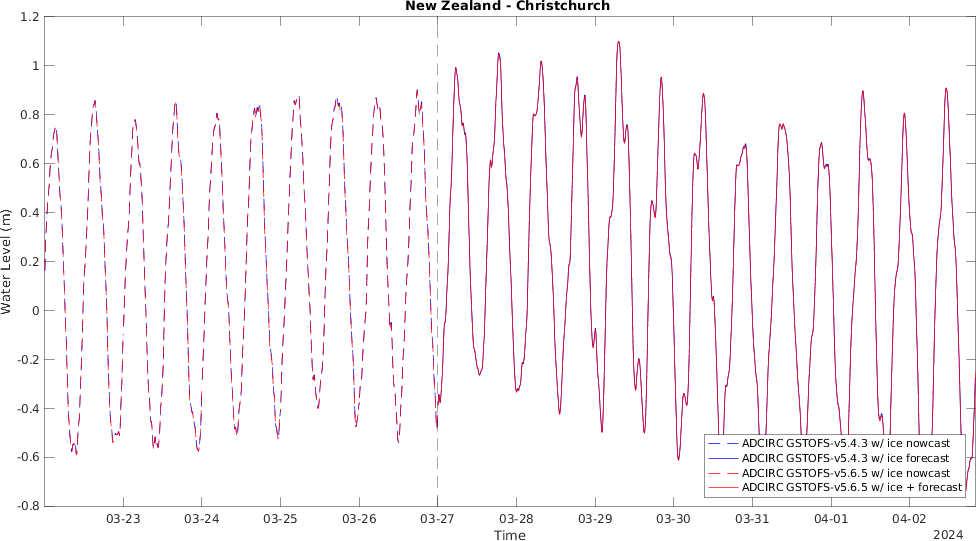 New Zealand - Christchurch
1.2
1
0.8
0.6
0.4
0.2
0
-0.2
-0.4
-0.6
-0.8
Water Level (m)
ADCIRC GSTOFS-v5.4.3 w/ ice nowcast
ADCIRC GSTOFS-v5.4.3 w/ ice forecast
ADCIRC GSTOFS-v5.6.5 w/ ice nowcast
ADCIRC GSTOFS-v5.6.5 w/ ice + forecast
03-23 03-24 03-25 03-26 03-27 03-28 03-29 03-30 03-31 04-01 04-02
Time 2024